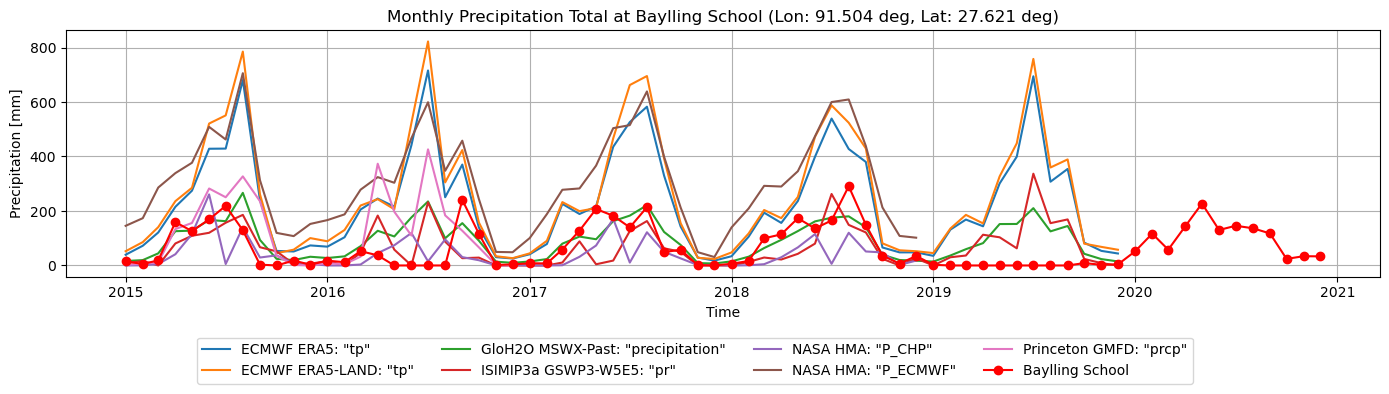 Monthly Precipitation Total at Baylling School (Lon: 91.504 deg, Lat: 27.621 deg)
Precipitation [mm]
800
600
400
200
0
2015 2016 2017 2018 2019 2020 2021
Time
ECMWF ERA5: "tp" GloH2O MSWX-Past: "precipitation" NASA HMA: "P_CHP" Princeton GMFD: "prcp"
ECMWF ERA5-LAND: "tp" ISIMIP3a GSWP3-W5E5: "pr" NASA HMA: "P_ECMWF" Baylling School